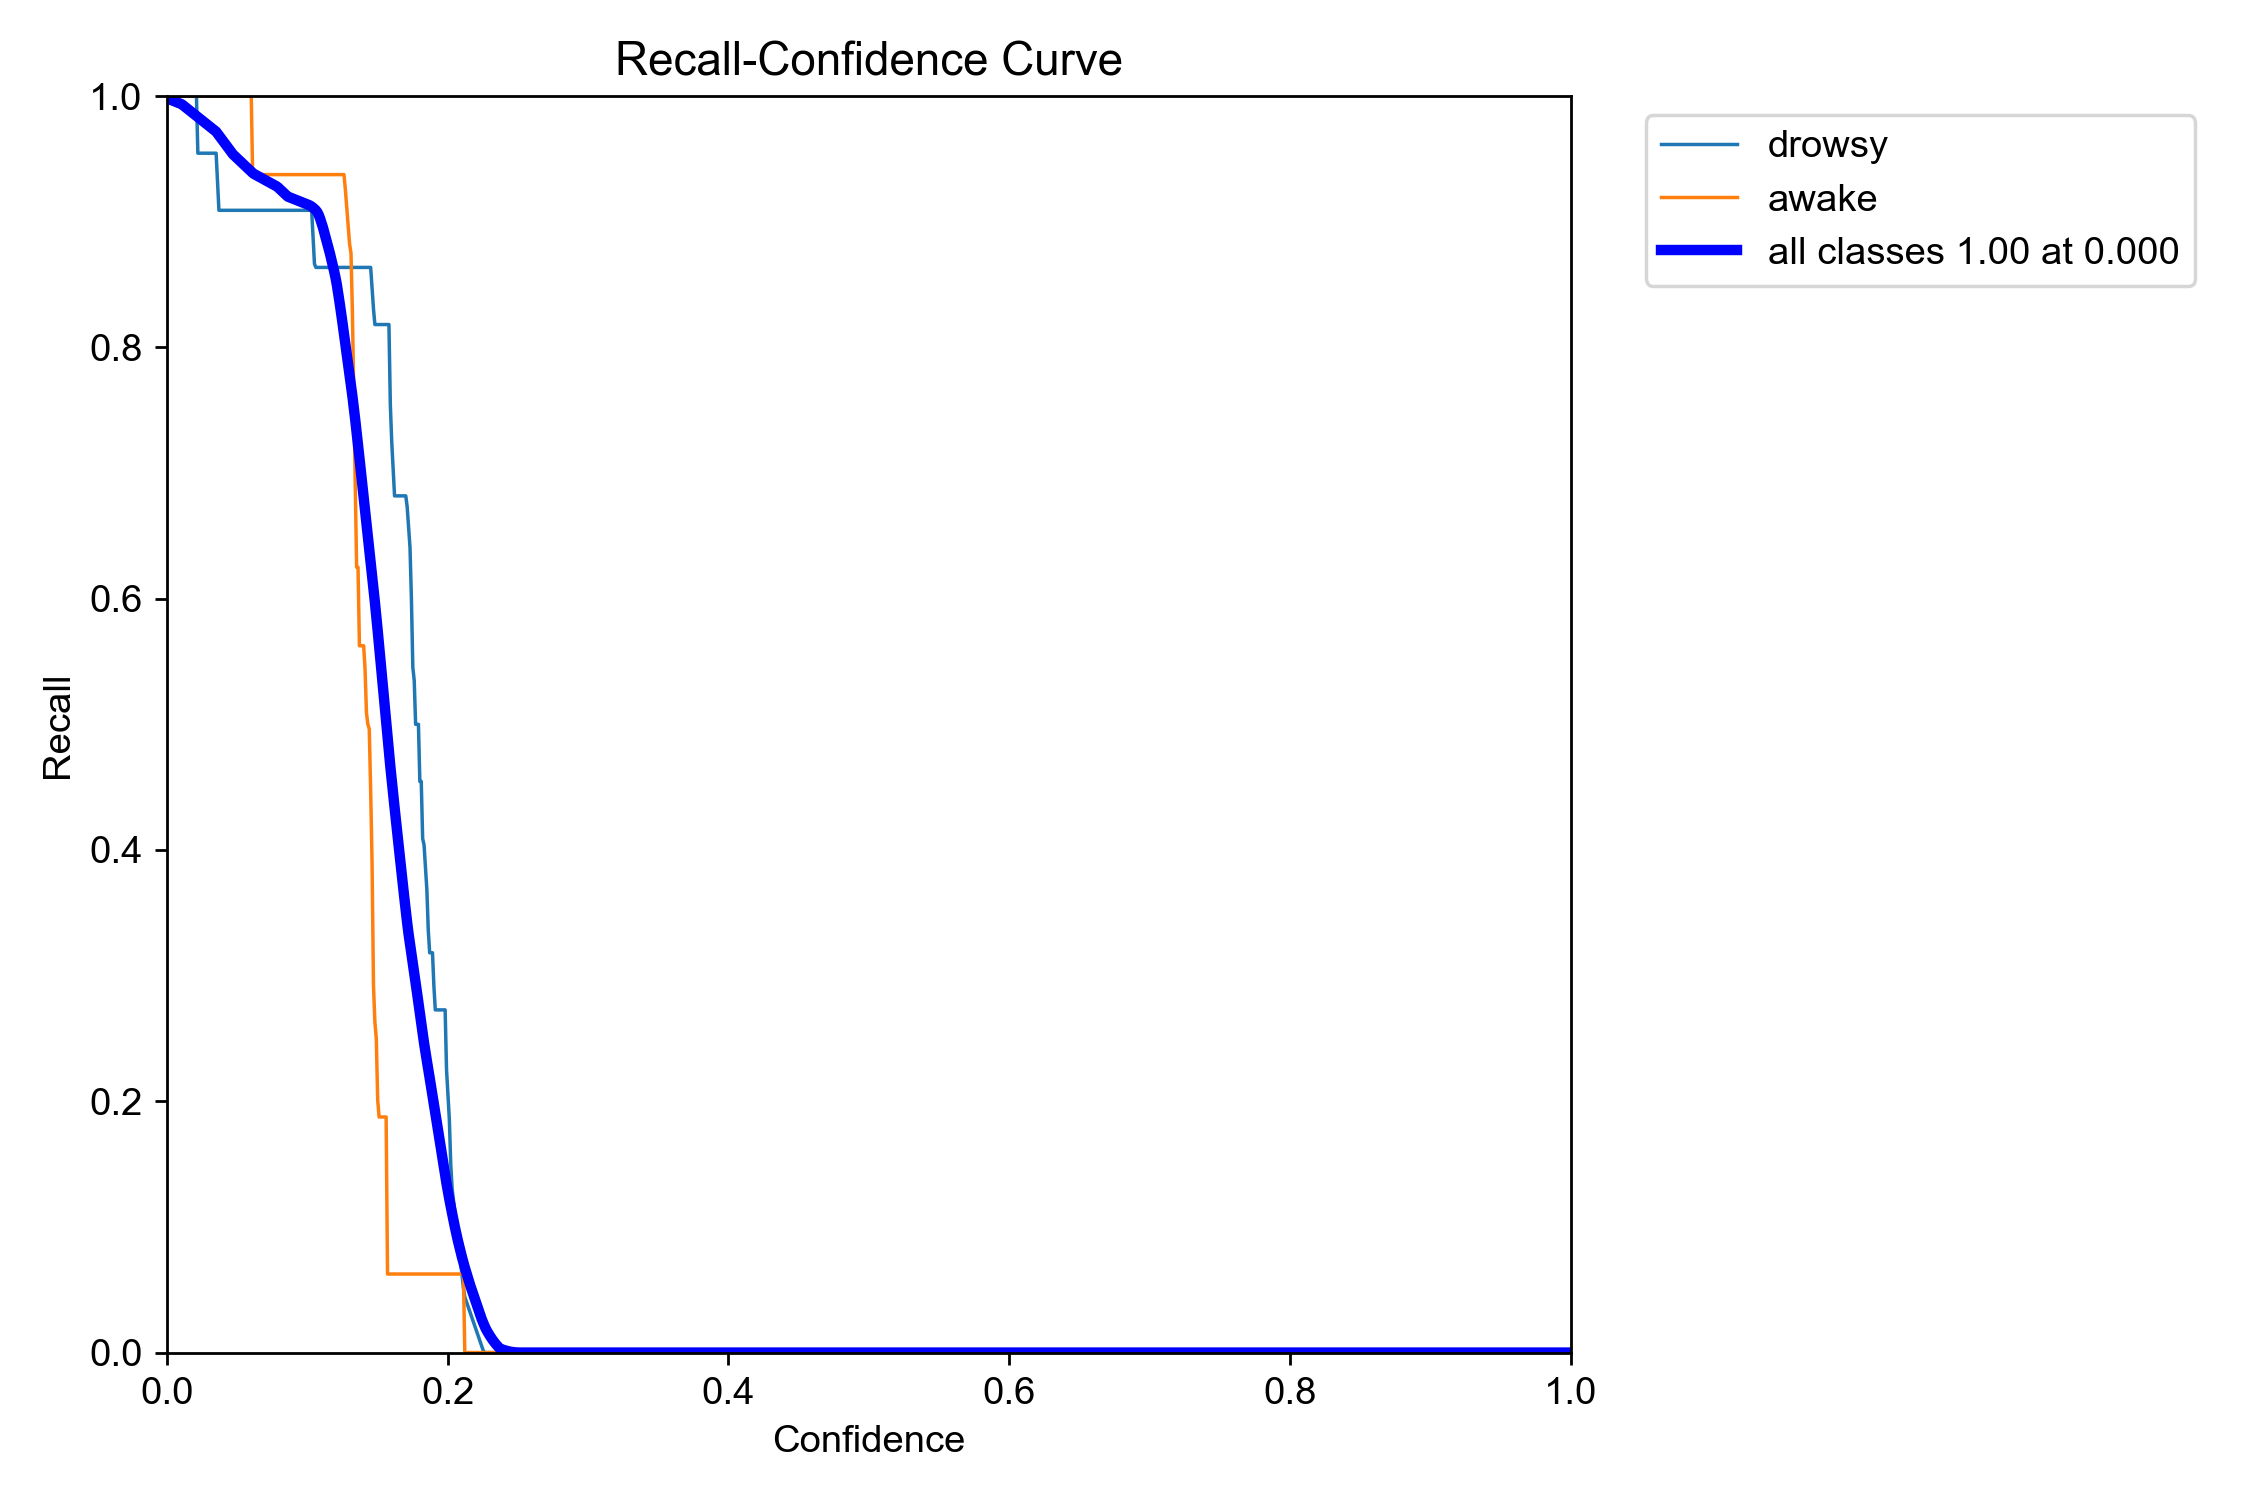 Recall-Confidence Curve
1.0
0.8
0.6
0.4
0.2
0.0
Recall
0.0 0.2 0.4 0.6 0.8 1.0
Confidence
drowsy
awake
all classes 1.00 at 0.000